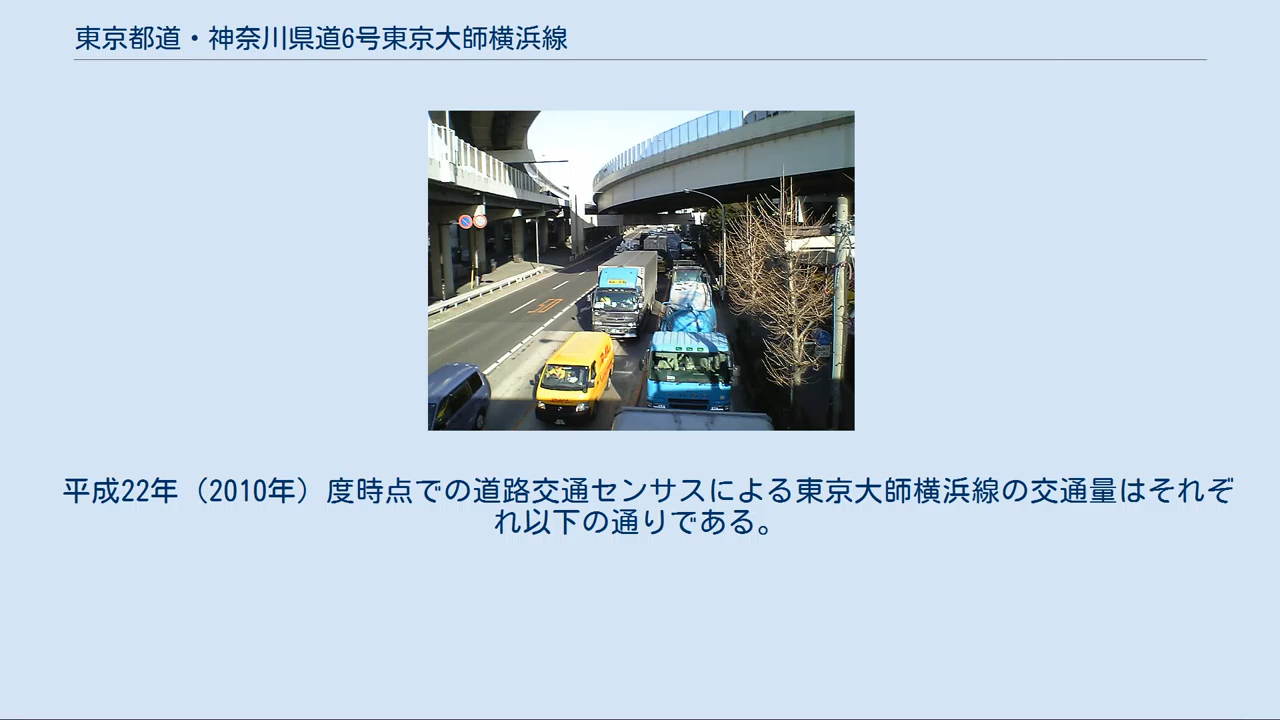 東京都道・神奈川県道6号東京大師横浜線
平成22年（2010年）度時点での道路交通センサスによる東京大師横浜線の交通量はそれぞ
れ以下の通りである。